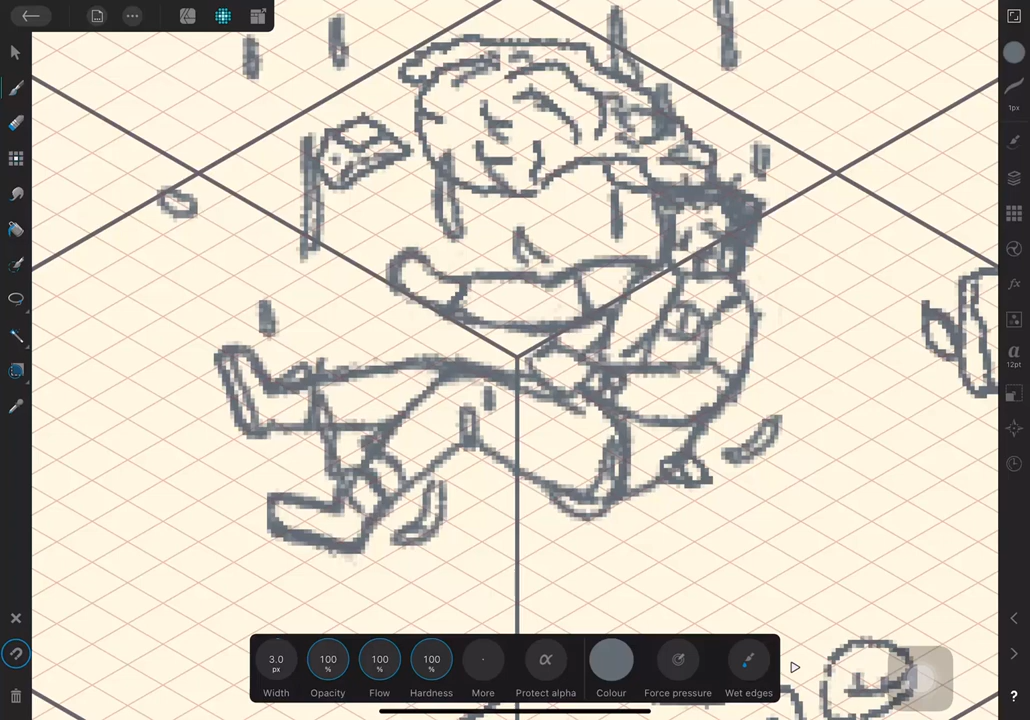 1px
12pt
3.0 px
100 %
100 %
100 %
Width
Opacity
Flow
Hardness
More
Protect alpha
Colour
Force pressure
Wet edges
fx
a
α
?